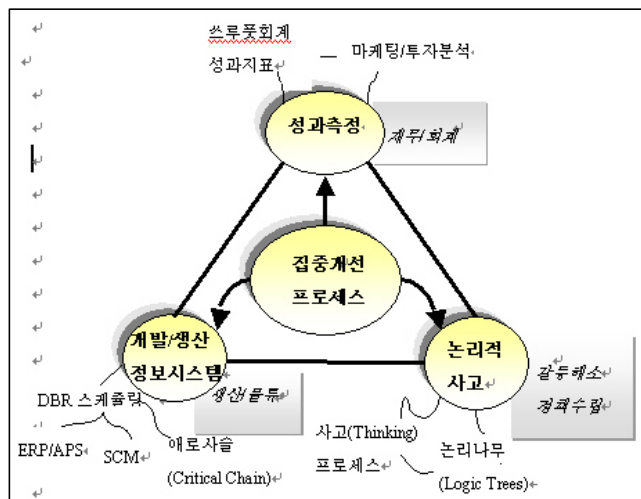 쓰루풋회계
성과지표
마케팅/투자분석
성과측정
재무/회계
집중개선
프로세스
개발/생산
정보시스템
논리적
사고
생산/물류
갈등해소
정책수립
DBR 스케쥴링
ERP/APS
SCM
애로사슬
(Critical Chain)
사고(Thinking)
프로세스
논리나무
(Logic Trees)